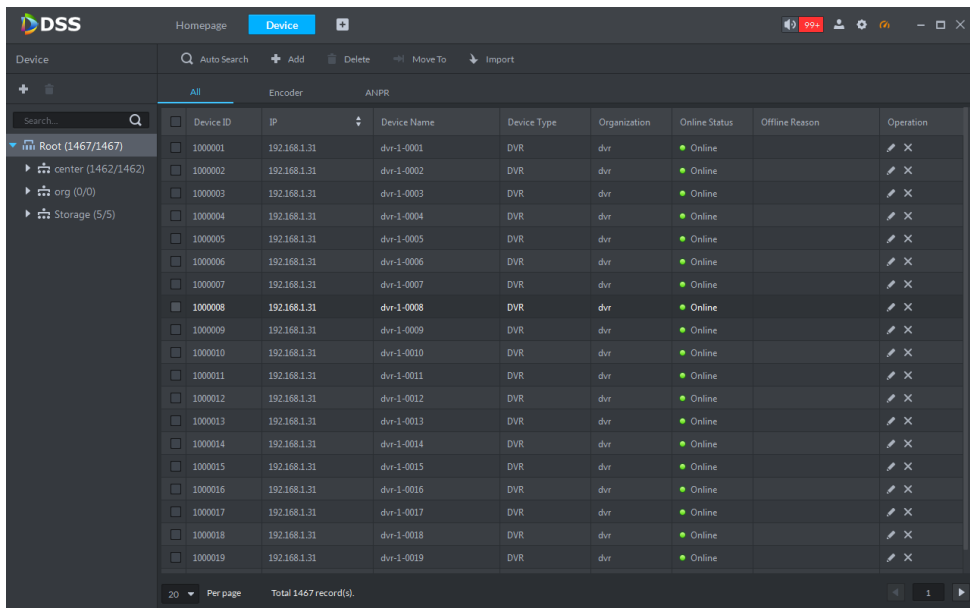 DSS Homepage Device 99+
Device Auto Search Add Delete Move To Import
All Encoder ANPR
Search... Device ID IP Device Name Device Type Organization Online Status Offline Reason Operation
Root (1467/1467) 1000001 192.168.1.31 dvr-1-0001 DVR dvr Online
center (1462/1462) 1000002 192.168.1.31 dvr-1-0002 DVR dvr Online
org (0/0) 1000003 192.168.1.31 dvr-1-0003 DVR dvr Online
Storage (5/5) 1000004 192.168.1.31 dvr-1-0004 DVR dvr Online
1000005 192.168.1.31 dvr-1-0005 DVR dvr Online
1000006 192.168.1.31 dvr-1-0006 DVR dvr Online
1000007 192.168.1.31 dvr-1-0007 DVR dvr Online
1000008 192.168.1.31 dvr-1-0008 DVR dvr Online
1000009 192.168.1.31 dvr-1-0009 DVR dvr Online
1000010 192.168.1.31 dvr-1-0010 DVR dvr Online
1000011 192.168.1.31 dvr-1-0011 DVR dvr Online
1000012 192.168.1.31 dvr-1-0012 DVR dvr Online
1000013 192.168.1.31 dvr-1-0013 DVR dvr Online
1000014 192.168.1.31 dvr-1-0014 DVR dvr Online
1000015 192.168.1.31 dvr-1-0015 DVR dvr Online
1000016 192.168.1.31 dvr-1-0016 DVR dvr Online
1000017 192.168.1.31 dvr-1-0017 DVR dvr Online
1000018 192.168.1.31 dvr-1-0018 DVR dvr Online
1000019 192.168.1.31 dvr-1-0019 DVR dvr Online
20 Per page Total 1467 record(s). 1